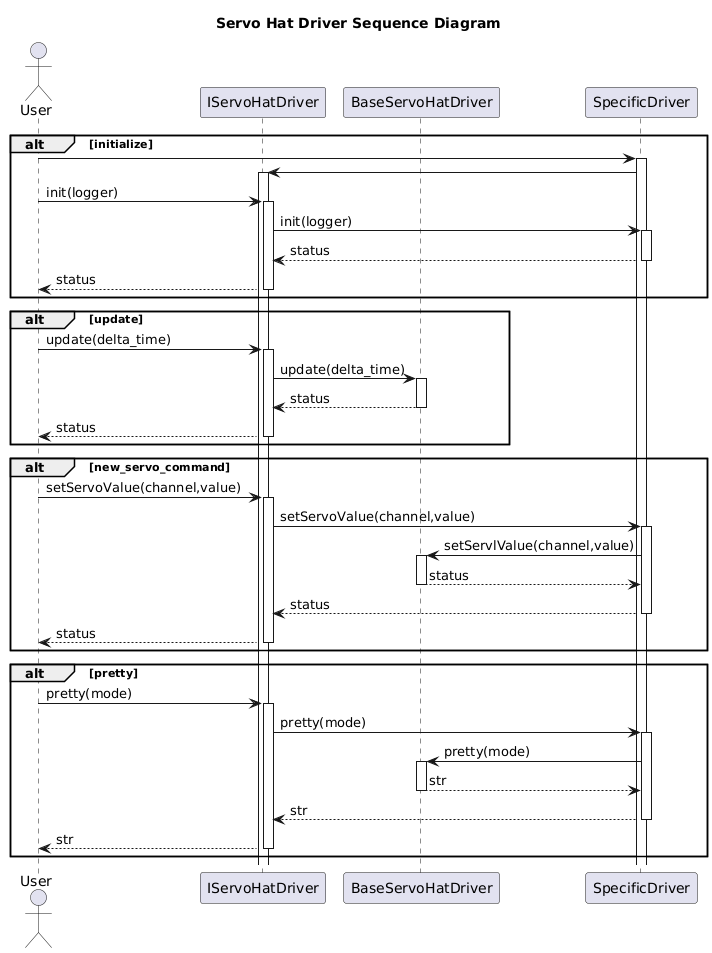 Servo Hat Driver Sequence Diagram
User
IServoHatDriver
BaseServoHatDriver
SpecificDriver
alt [initialize]
init(logger)
init(logger)
status
status
alt [update]
update(delta_time)
update(delta_time)
status
status
alt [new_servo_command]
setServoValue(channel,value)
setServoValue(channel,value)
setServlValue(channel,value)
status
status
status
alt [pretty]
pretty(mode)
pretty(mode)
pretty(mode)
str
str
str
User
IServoHatDriver
BaseServoHatDriver
SpecificDriver